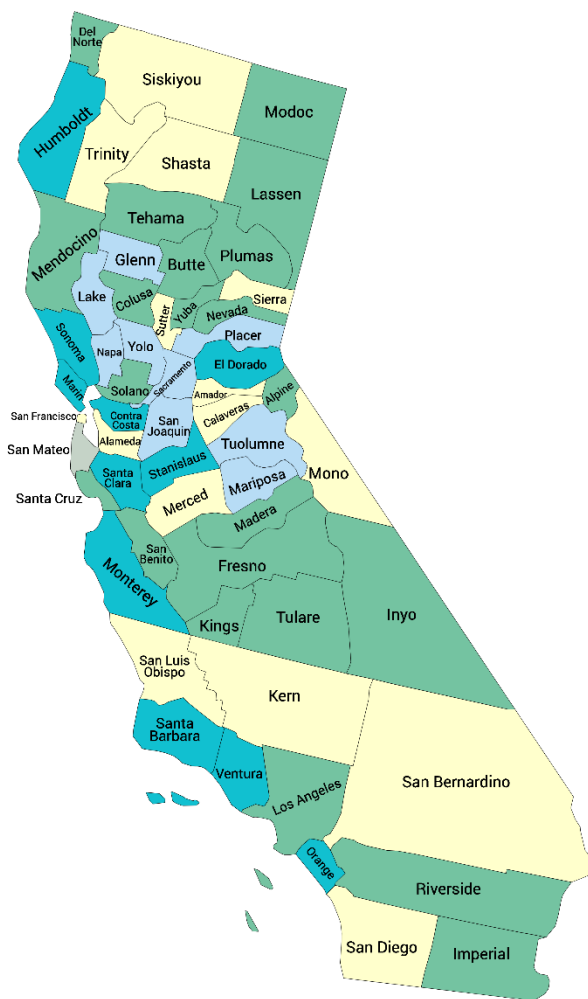 Del
Norte
Siskiyou
Modoc
Humboldt
Trinity
Shasta
Lassen
Tehama
Mendocino
Glenn
Butte
Plumas
Lake
Colusa
Sutter
Yuba
Nevada
Sierra
Sonoma
Napa
Yolo
Placer
El Dorado
Marin
Solano
Sacramento
Amador
Alpine
San Francisco
Contra
Costa
San
Joaquin
Calaveras
Alameda
Tuolumne
San Mateo
Mono
Santa
Clara
Stanislaus
Mariposa
Santa Cruz
Merced
Madera
San
Benito
Monterey
Fresno
Kings
Tulare
Inyo
San Luis
Obispo
Kern
Santa
Barbara
Ventura
Los Angeles
San Bernardino
Orange
Riverside
San Diego
Imperial